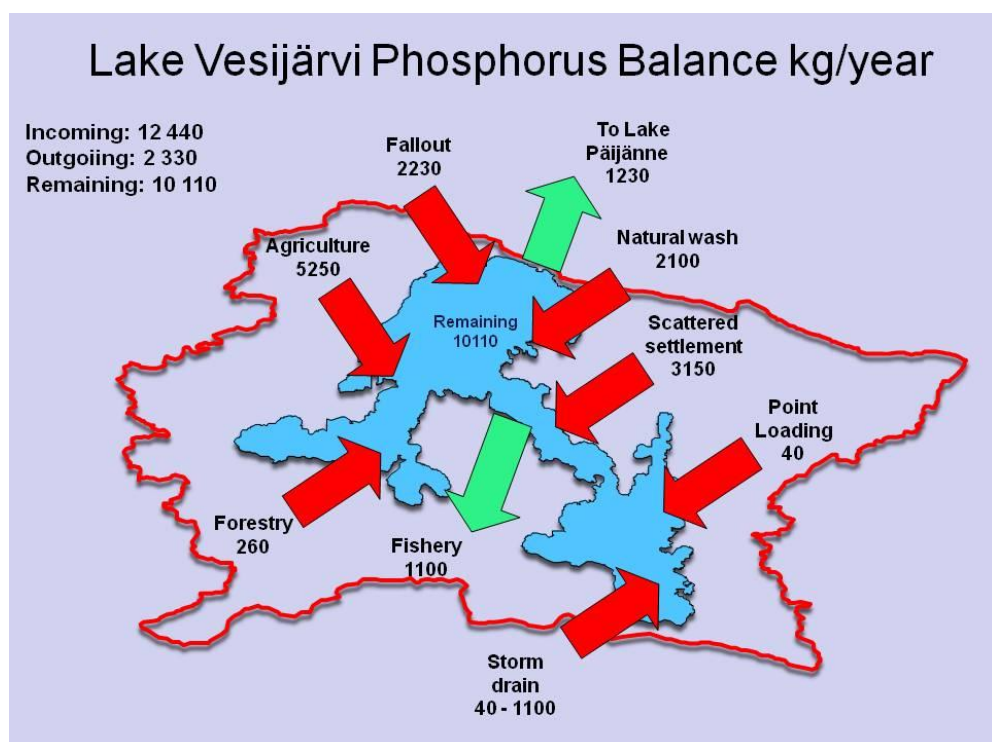 Lake Vesijärvi Phosphorus Balance kg/year
Incoming: 12 440
Outgoiing: 2 330
Remaining: 10 110
Fallout
2230
To Lake
Päijänne
1230
Agriculture
5250
Natural wash
2100
Remaining
10110
Scattered
settlement
3150
Point
Loading
40
Forestry
260
Fishery
1100
Storm
drain
40 - 1100